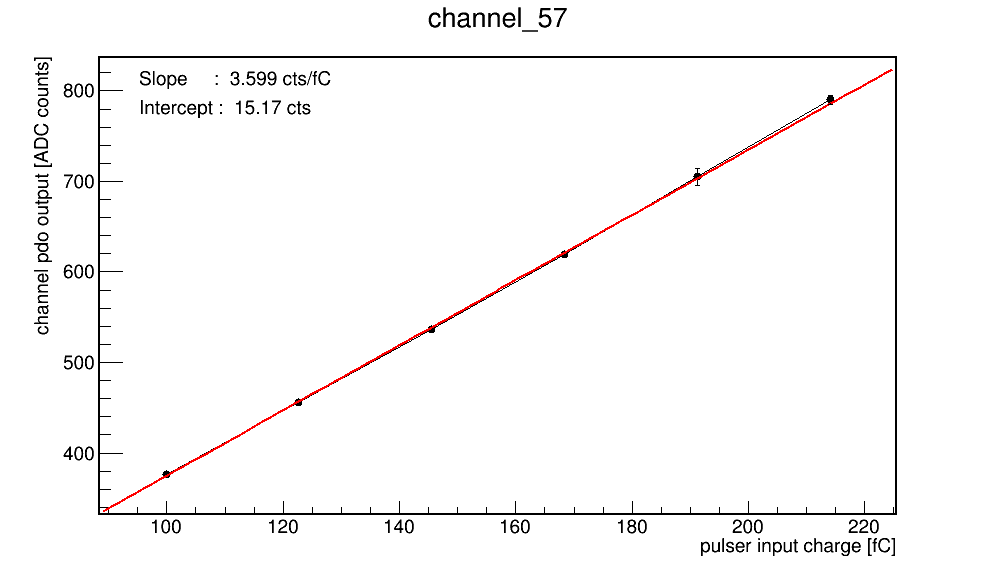 channel_57
Slope : 3.599 cts/fC
Intercept : 15.17 cts
channel pdo output [ADC counts]
800
700
600
500
400
100 120 140 160 180 200 220
pulser input charge [fC]